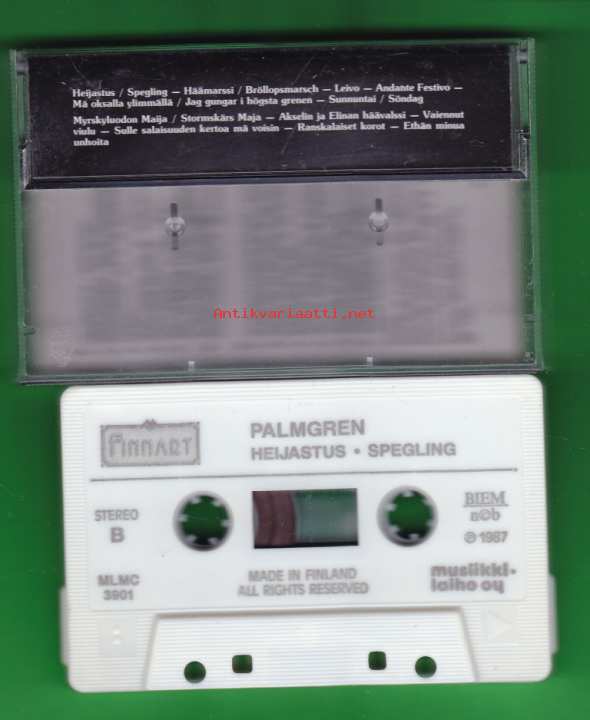 Heijastus / Spegling – Häämarssi / Bröllopsmarsch – Leivo – Andante Festivo –
Mä oksalla ylimmällä / Jag gungar i högsta grenen – Sunnuntai / Söndag
Myrskyluodon Maija / Stormskärs Maja – Akselin ja Elinan häävalssi – Vaiennut
viulu – Sulle salaisuuden kertoa mä voisin – Ranskalaiset korot – Ethän minua
unhoita
Antikvariaatti.net
FINNART
PALMGREN
HEIJASTUS • SPEGLING
STEREO
B
BIEM
n©b
℗ 1987
MLMC
3901
MADE IN FINLAND
ALL RIGHTS RESERVED
musiikki-
laiho oy